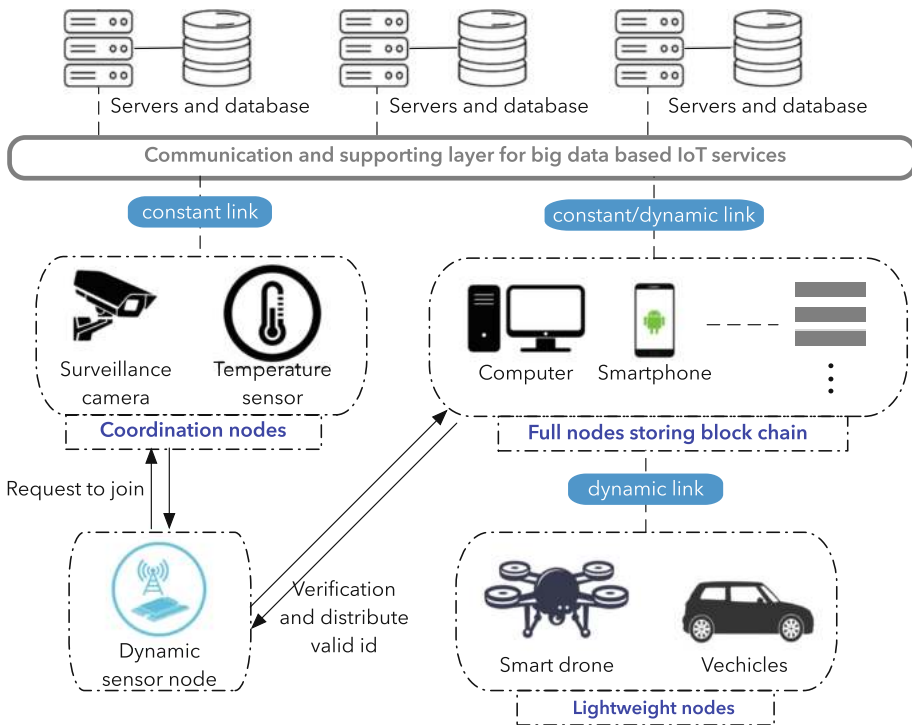 Servers and database
Servers and database
Servers and database
Communication and supporting layer for big data based IoT services
constant link
constant/dynamic link
Surveillance
camera
Temperature
sensor
Computer
Smartphone
Coordination nodes
Full nodes storing block chain
Request to join
dynamic link
Verification
and distribute
valid id
Dynamic
sensor node
Smart drone
Vechicles
Lightweight nodes